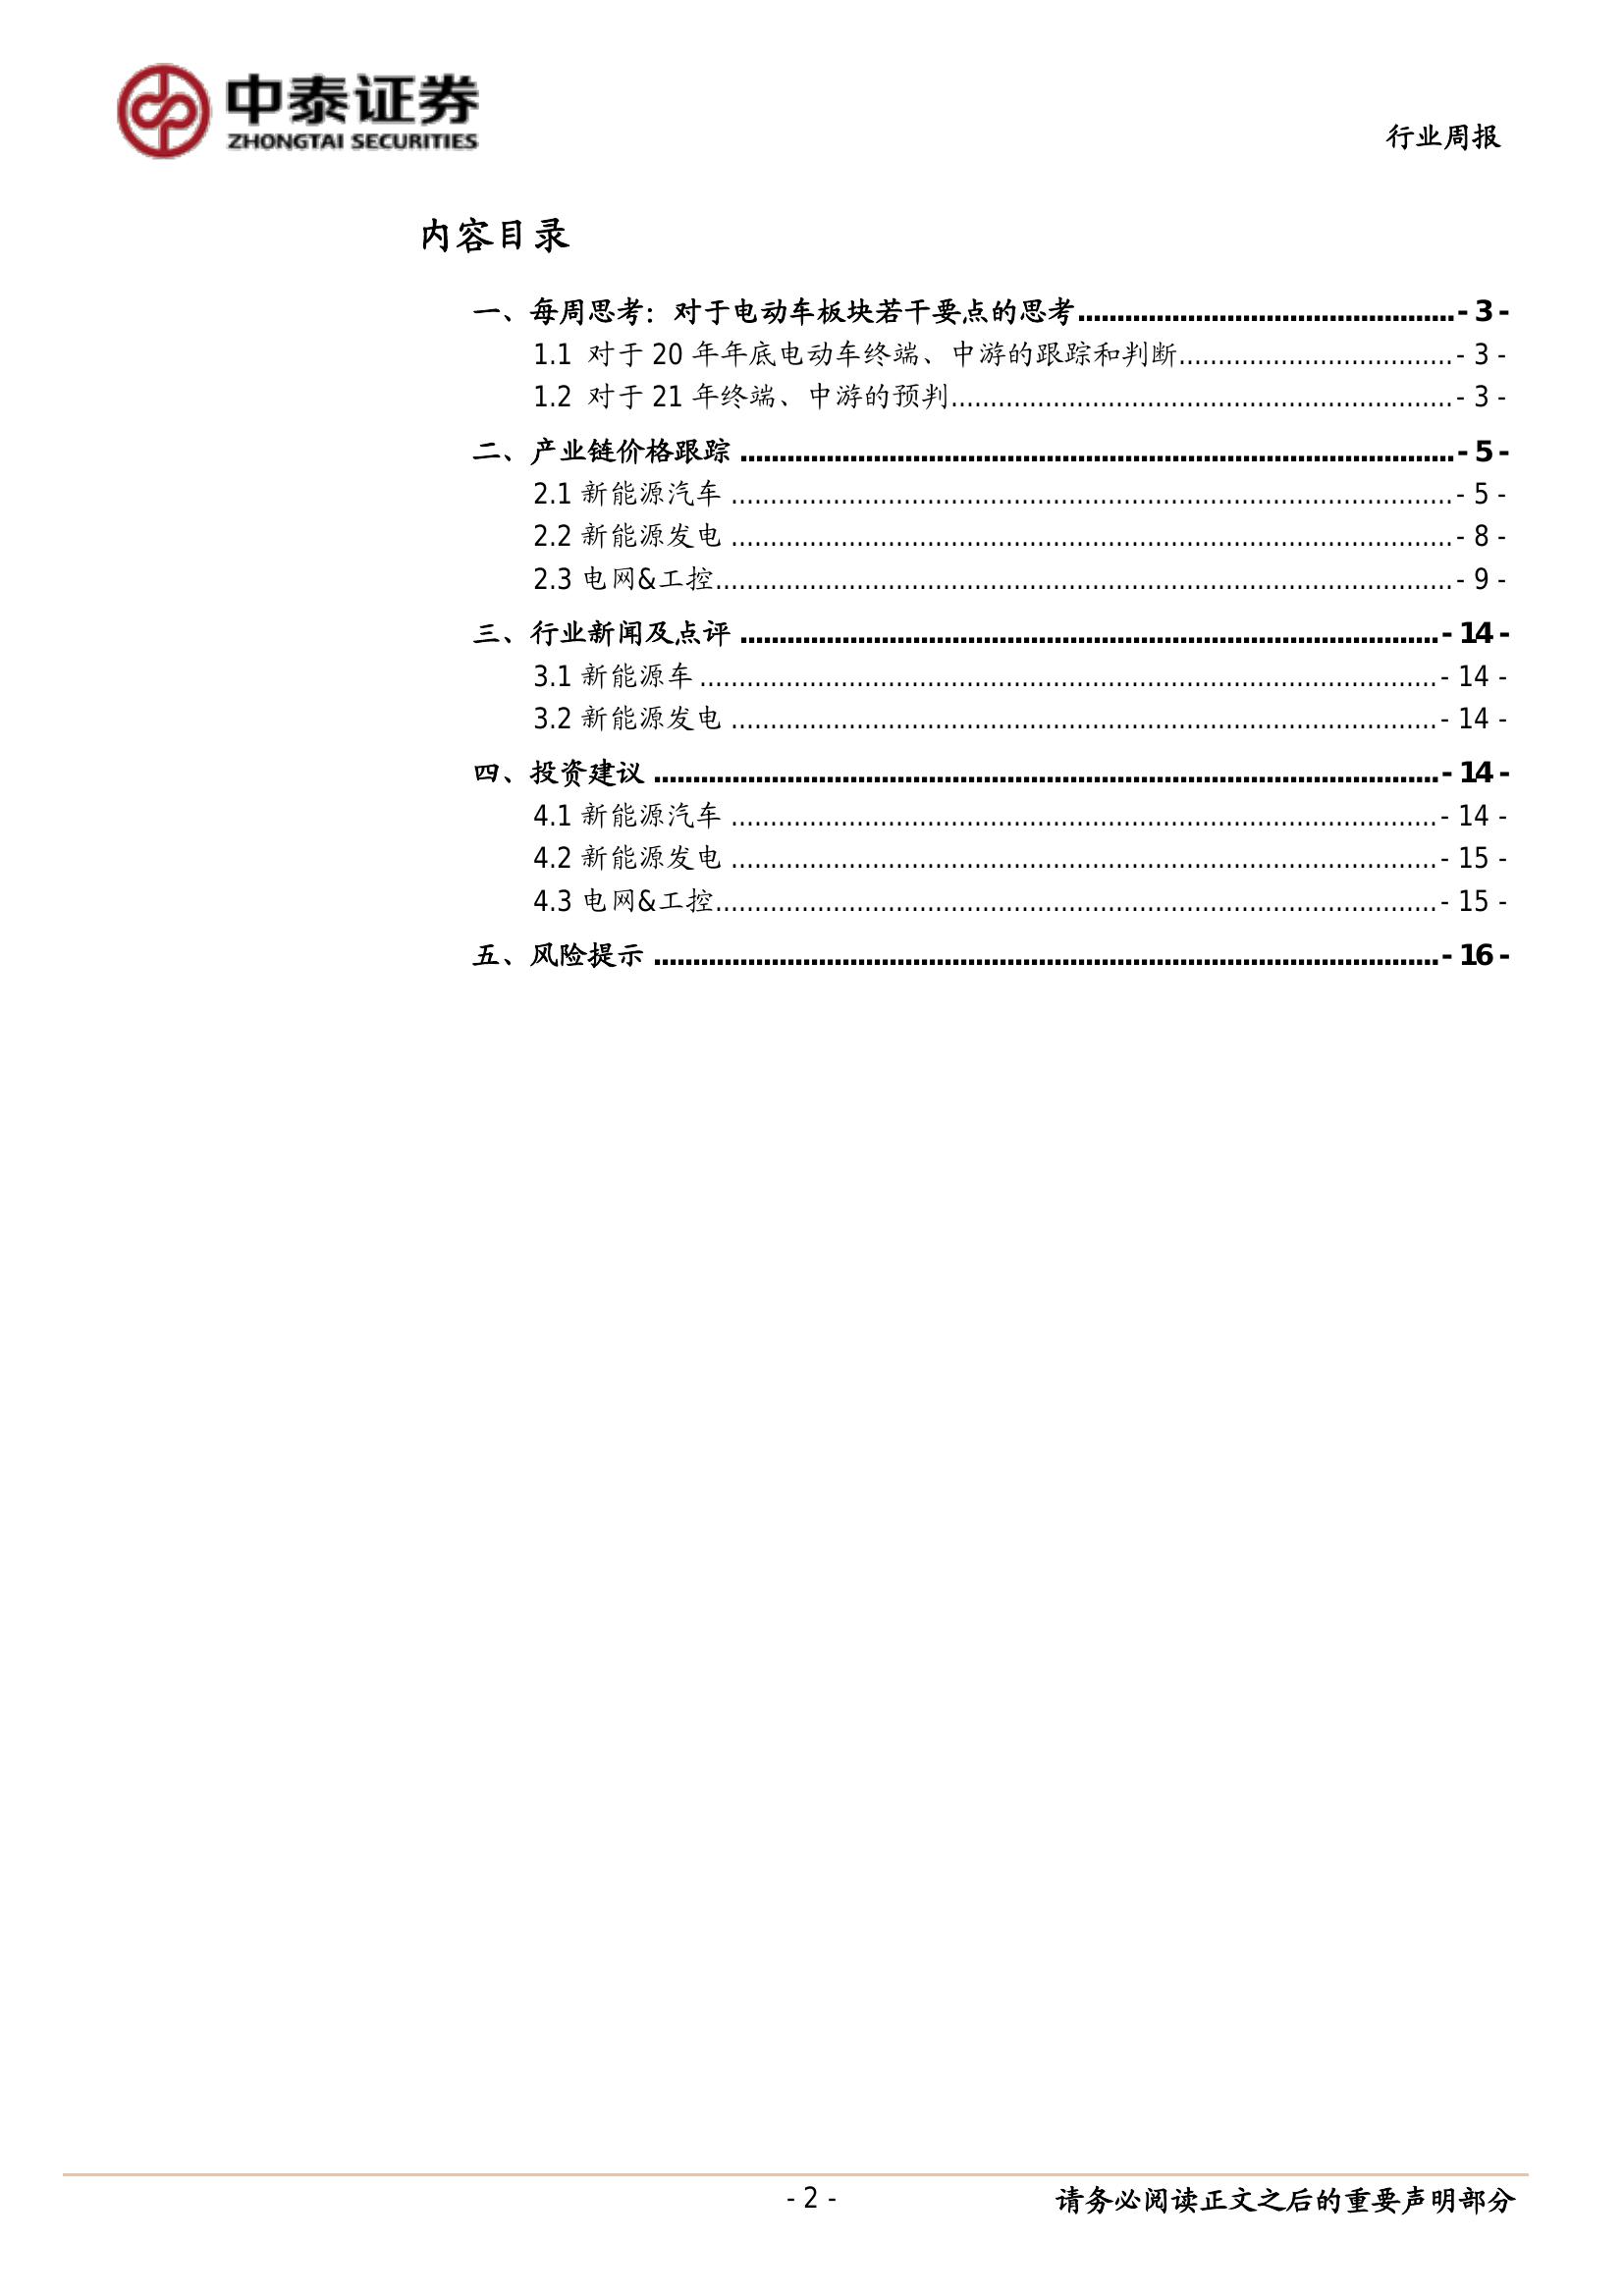 中泰证券
ZHONGTAI SECURITIES
行业周报
内容目录
一、每周思考：对于电动车板块若干要点的思考................................................- 3 -
1.1 对于 20 年年底电动车终端、中游的跟踪和判断...................................- 3 -
1.2 对于 21 年终端、中游的预判................................................................- 3 -
二、产业链价格跟踪 ...........................................................................................- 5 -
2.1 新能源汽车 ............................................................................................- 5 -
2.2 新能源发电 ............................................................................................- 8 -
2.3 电网&工控..............................................................................................- 9 -
三、行业新闻及点评 .........................................................................................- 14 -
3.1 新能源车 ..............................................................................................- 14 -
3.2 新能源发电 ..........................................................................................- 14 -
四、投资建议 ....................................................................................................- 14 -
4.1 新能源汽车 ..........................................................................................- 14 -
4.2 新能源发电 ..........................................................................................- 15 -
4.3 电网&工控............................................................................................- 15 -
五、风险提示 ....................................................................................................- 16 -
- 2 -
请务必阅读正文之后的重要声明部分